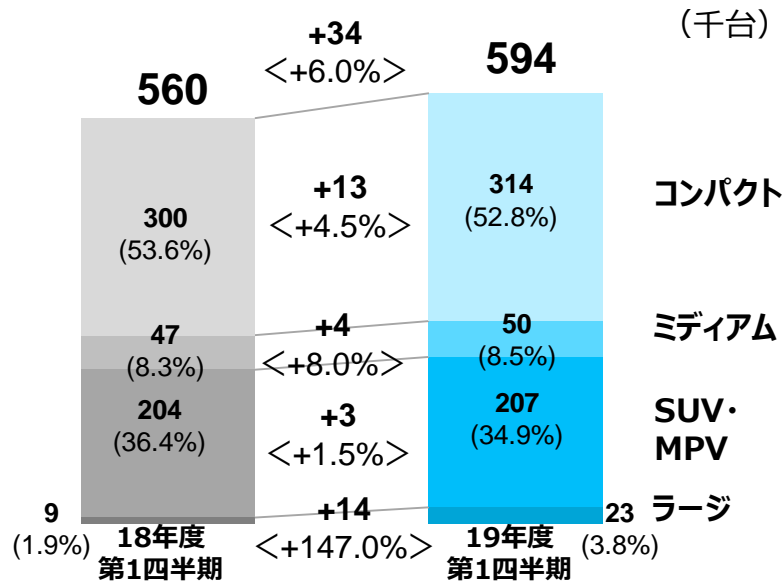 （千台）
+34
＜+6.0%＞
560
594
300
(53.6%)
+13
＜+4.5%＞
314
(52.8%)
コンパクト
47
(8.3%)
+4
＜+8.0%＞
50
(8.5%)
ミディアム
204
(36.4%)
+3
＜+1.5%＞
207
(34.9%)
SUV・
MPV
9
(1.9%)
+14
＜+147.0%＞
23
(3.8%)
ラージ
18年度
第1四半期
19年度
第1四半期